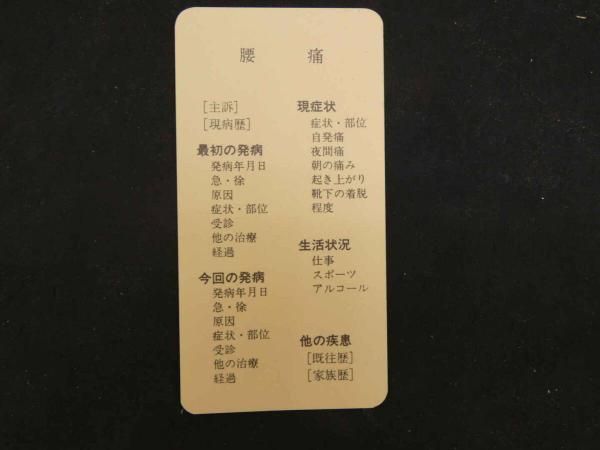 腰 痛
[主訴]
[現病歴]
最初の発病
発病年月日
急・徐
原因
症状・部位
受診
他の治療
経過
今回の発病
発病年月日
急・徐
原因
症状・部位
受診
他の治療
経過
現症状
症状・部位
自発痛
夜間痛
朝の痛み
起き上がり
靴下の着脱
程度
生活状況
仕事
スポーツ
アルコール
他の疾患
[既往歴]
[家族歴]